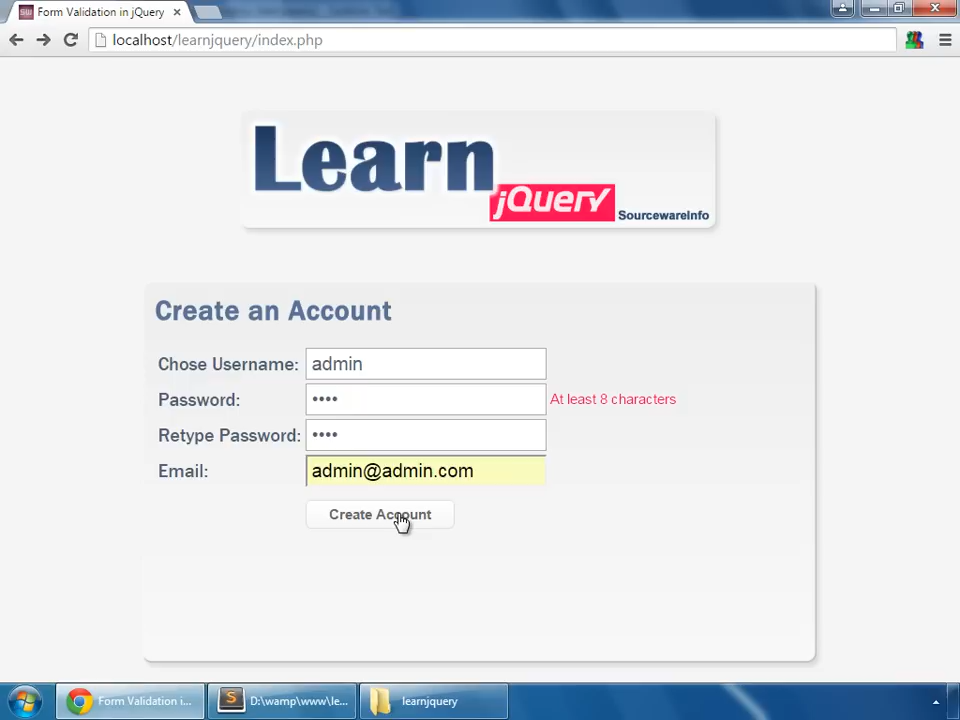 Form Validation in jQuery
localhost/learnjquery/index.php
Learn
jQuery
SourcewareInfo
Create an Account
Chose Username: admin
Password: •••• At least 8 characters
Retype Password: ••••
Email: admin@admin.com
Create Account
Form Validation i... D:\wamp\www\le... learnjquery